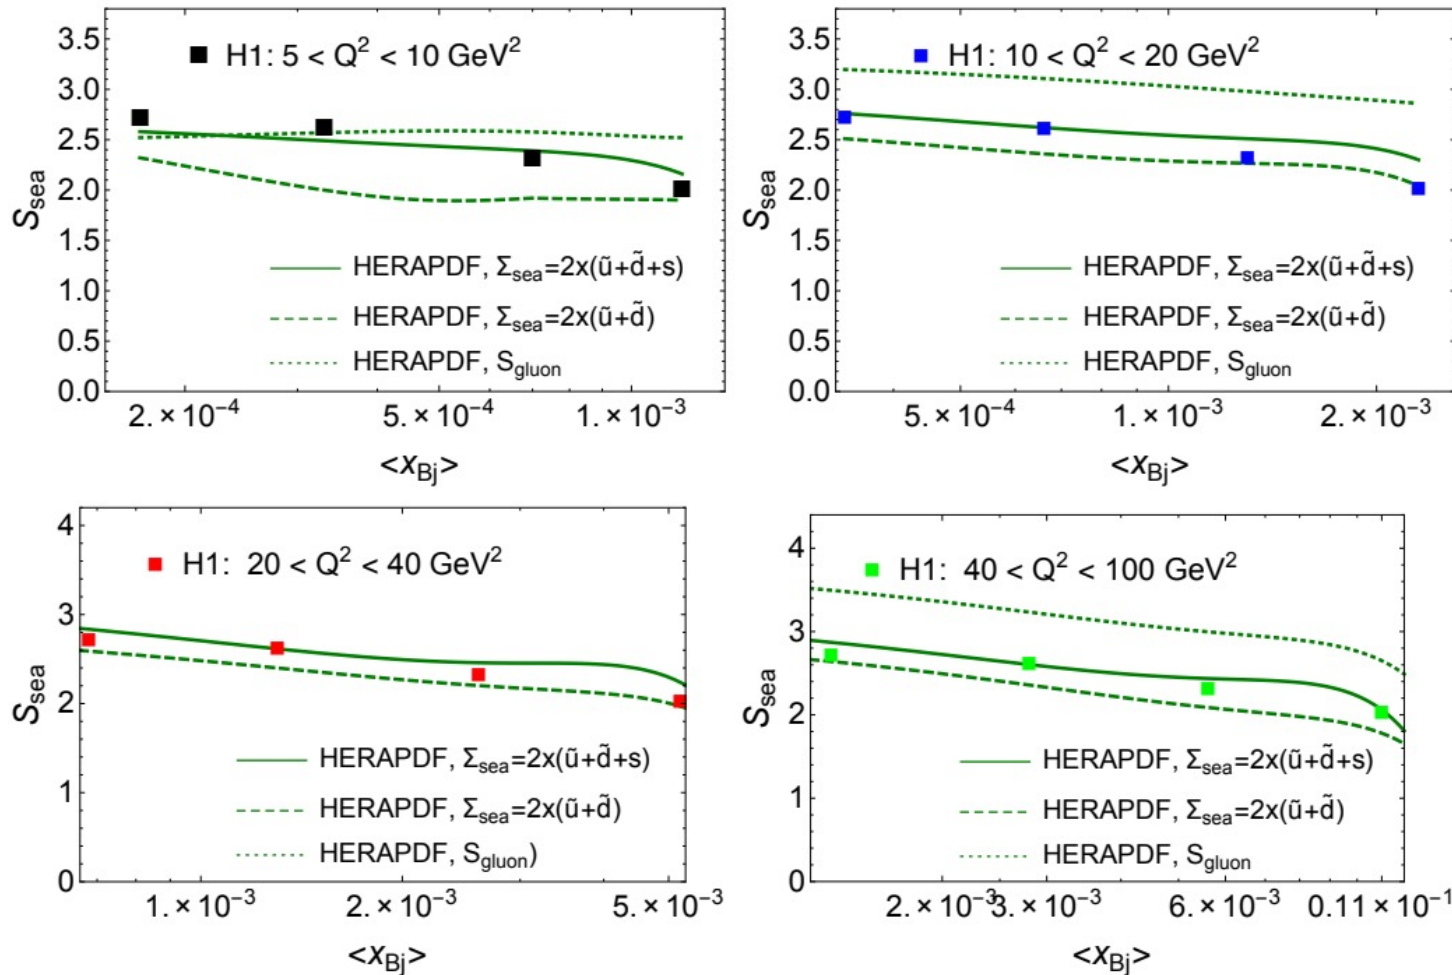 3.5
3.0
2.5
2.0
1.5
1.0
0.5
0.0
S_sea
■ H1: 5 < Q² < 10 GeV²
HERAPDF, Σ_sea=2x(ũ+d̃+s)
HERAPDF, Σ_sea=2x(ũ+d̃)
HERAPDF, S_gluon
2.×10⁻⁴ 5.×10⁻⁴ 1.×10⁻³
<x_Bj>
3.5
3.0
2.5
2.0
1.5
1.0
0.5
0.0
S_sea
■ H1: 10 < Q² < 20 GeV²
HERAPDF, Σ_sea=2x(ũ+d̃+s)
HERAPDF, Σ_sea=2x(ũ+d̃)
HERAPDF, S_gluon
5.×10⁻⁴ 1.×10⁻³ 2.×10⁻³
<x_Bj>
4
3
2
1
0
S_sea
■ H1: 20 < Q² < 40 GeV²
HERAPDF, Σ_sea=2x(ũ+d̃+s)
HERAPDF, Σ_sea=2x(ũ+d̃)
HERAPDF, S_gluon)
1.×10⁻³ 2.×10⁻³ 5.×10⁻³
<x_Bj>
4
3
2
1
0
S_sea
■ H1: 40 < Q² < 100 GeV²
HERAPDF, Σ_sea=2x(ũ+d̃+s)
HERAPDF, Σ_sea=2x(ũ+d̃)
HERAPDF, S_gluon
2.×10⁻³ 3.×10⁻³ 6.×10⁻³ 0.11×10⁻¹
<x_Bj>